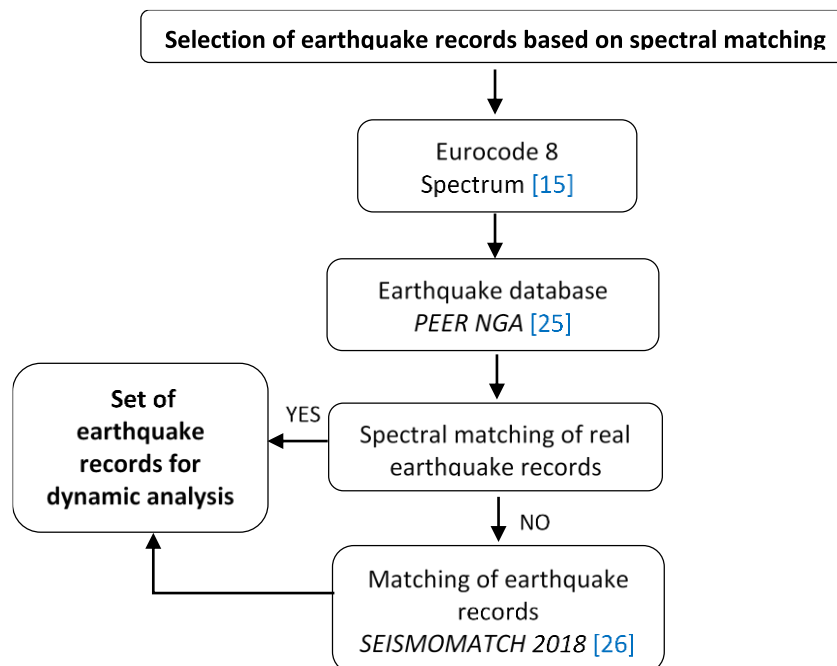 Selection of earthquake records based on spectral matching
Eurocode 8
Spectrum [15]
Earthquake database
PEER NGA [25]
Set of
earthquake
records for
dynamic analysis
YES
Spectral matching of real
earthquake records
NO
Matching of earthquake
records
SEISMOMATCH 2018 [26]